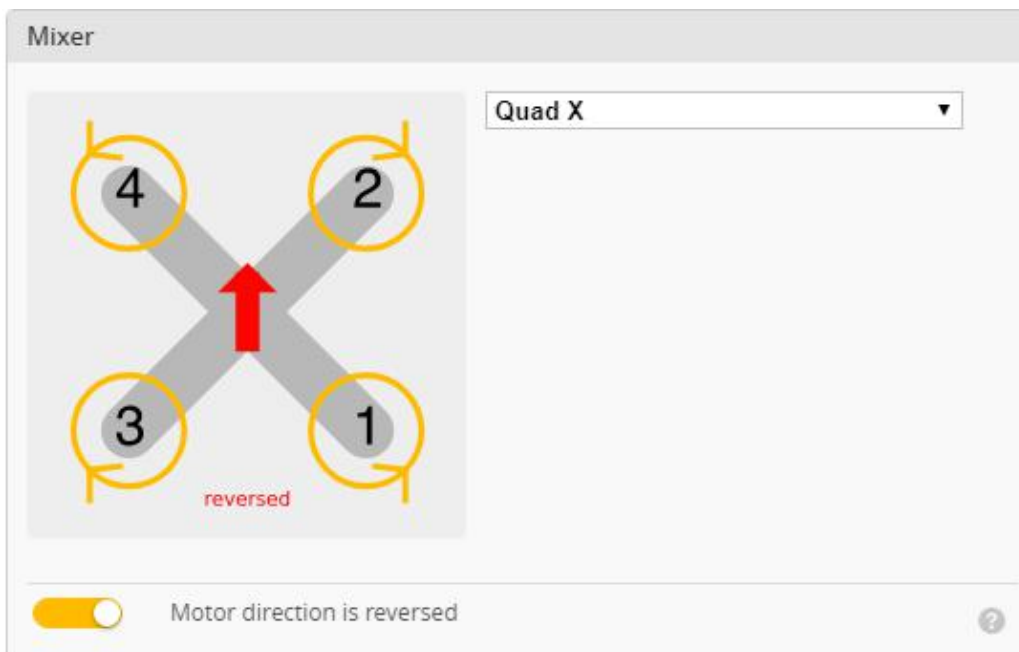 Mixer
Quad X
4 2
3 1
reversed
Motor direction is reversed
?